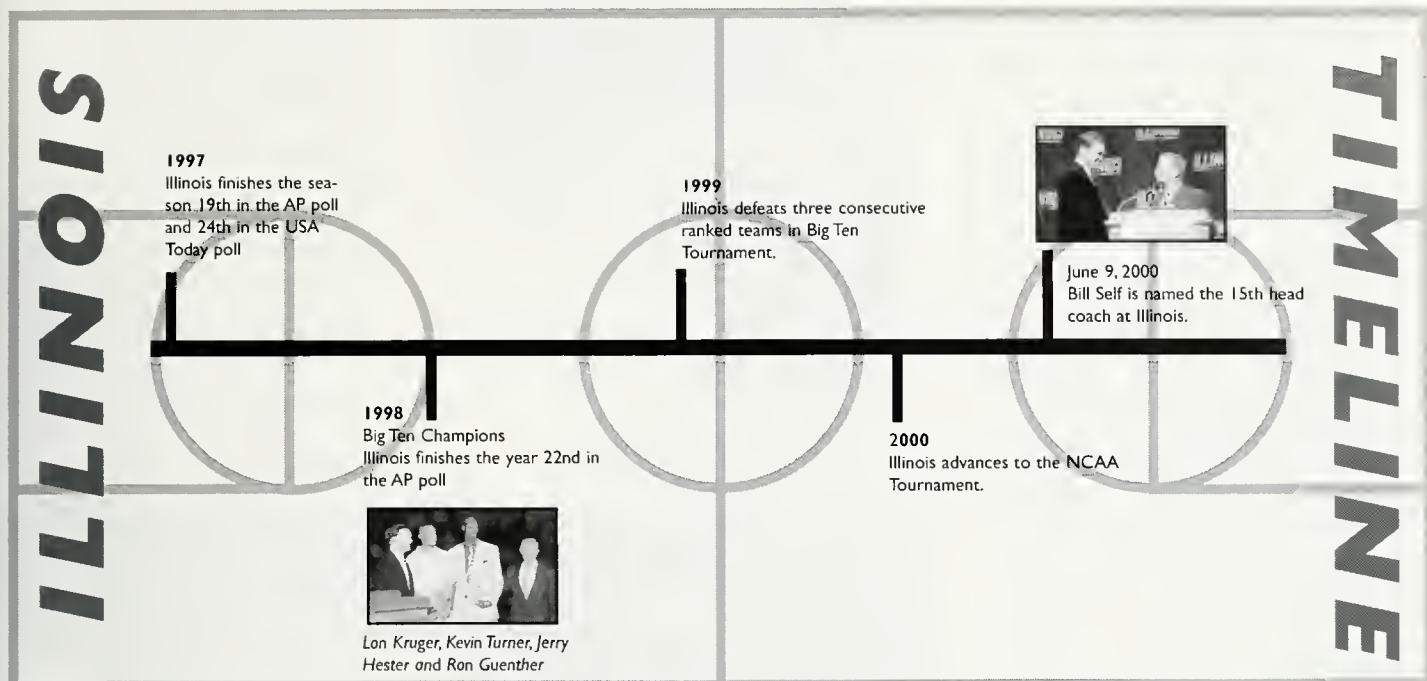 ILLINOIS
1997
Illinois finishes the sea-
son 19th in the AP poll
and 24th in the USA
Today poll
1998
Big Ten Champions
Illinois finishes the year 22nd in
the AP poll
Lon Kruger, Kevin Turner, Jerry
Hester and Ron Guenther
1999
Illinois defeats three consecutive
ranked teams in Big Ten
Tournament.
2000
Illinois advances to the NCAA
Tournament.
June 9, 2000
Bill Self is named the 15th head
coach at Illinois.
TIMELINE